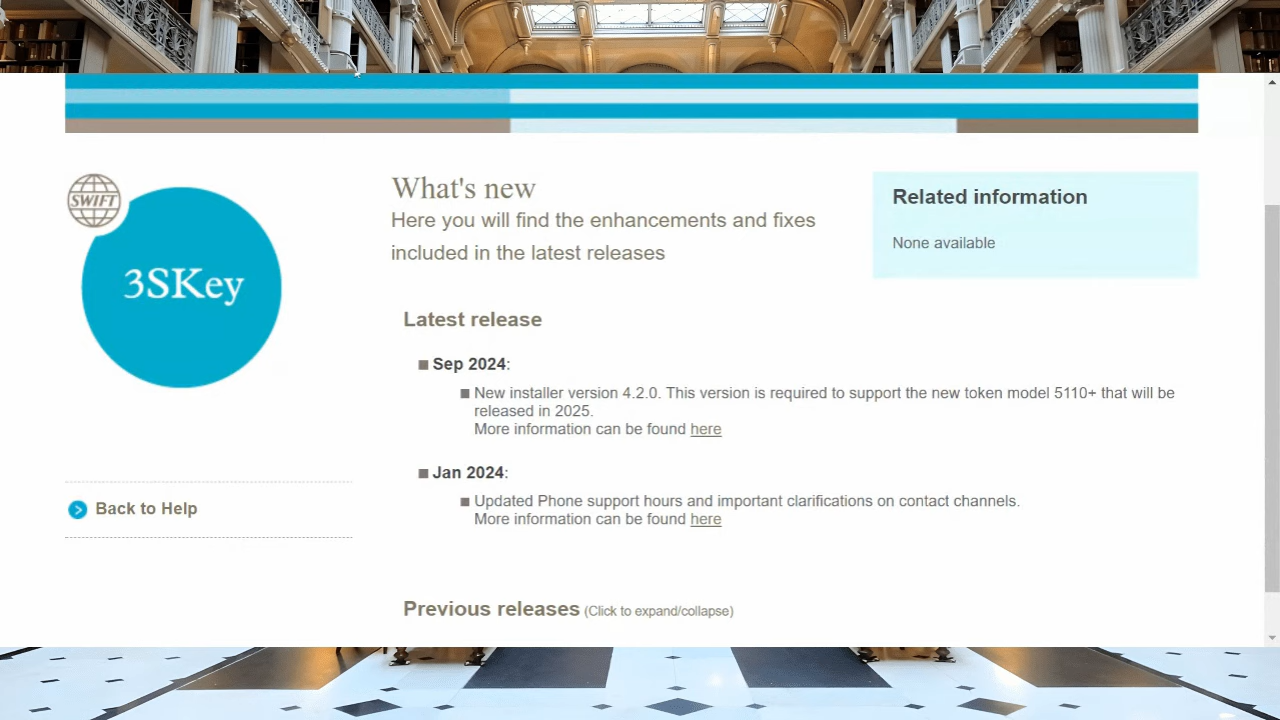 SWIFT
3SKey
Back to Help
What's new
Here you will find the enhancements and fixes
included in the latest releases
Latest release
Sep 2024:
New installer version 4.2.0. This version is required to support the new token model 5110+ that will be
released in 2025.
More information can be found here
Jan 2024:
Updated Phone support hours and important clarifications on contact channels.
More information can be found here
Previous releases (Click to expand/collapse)
Related information
None available